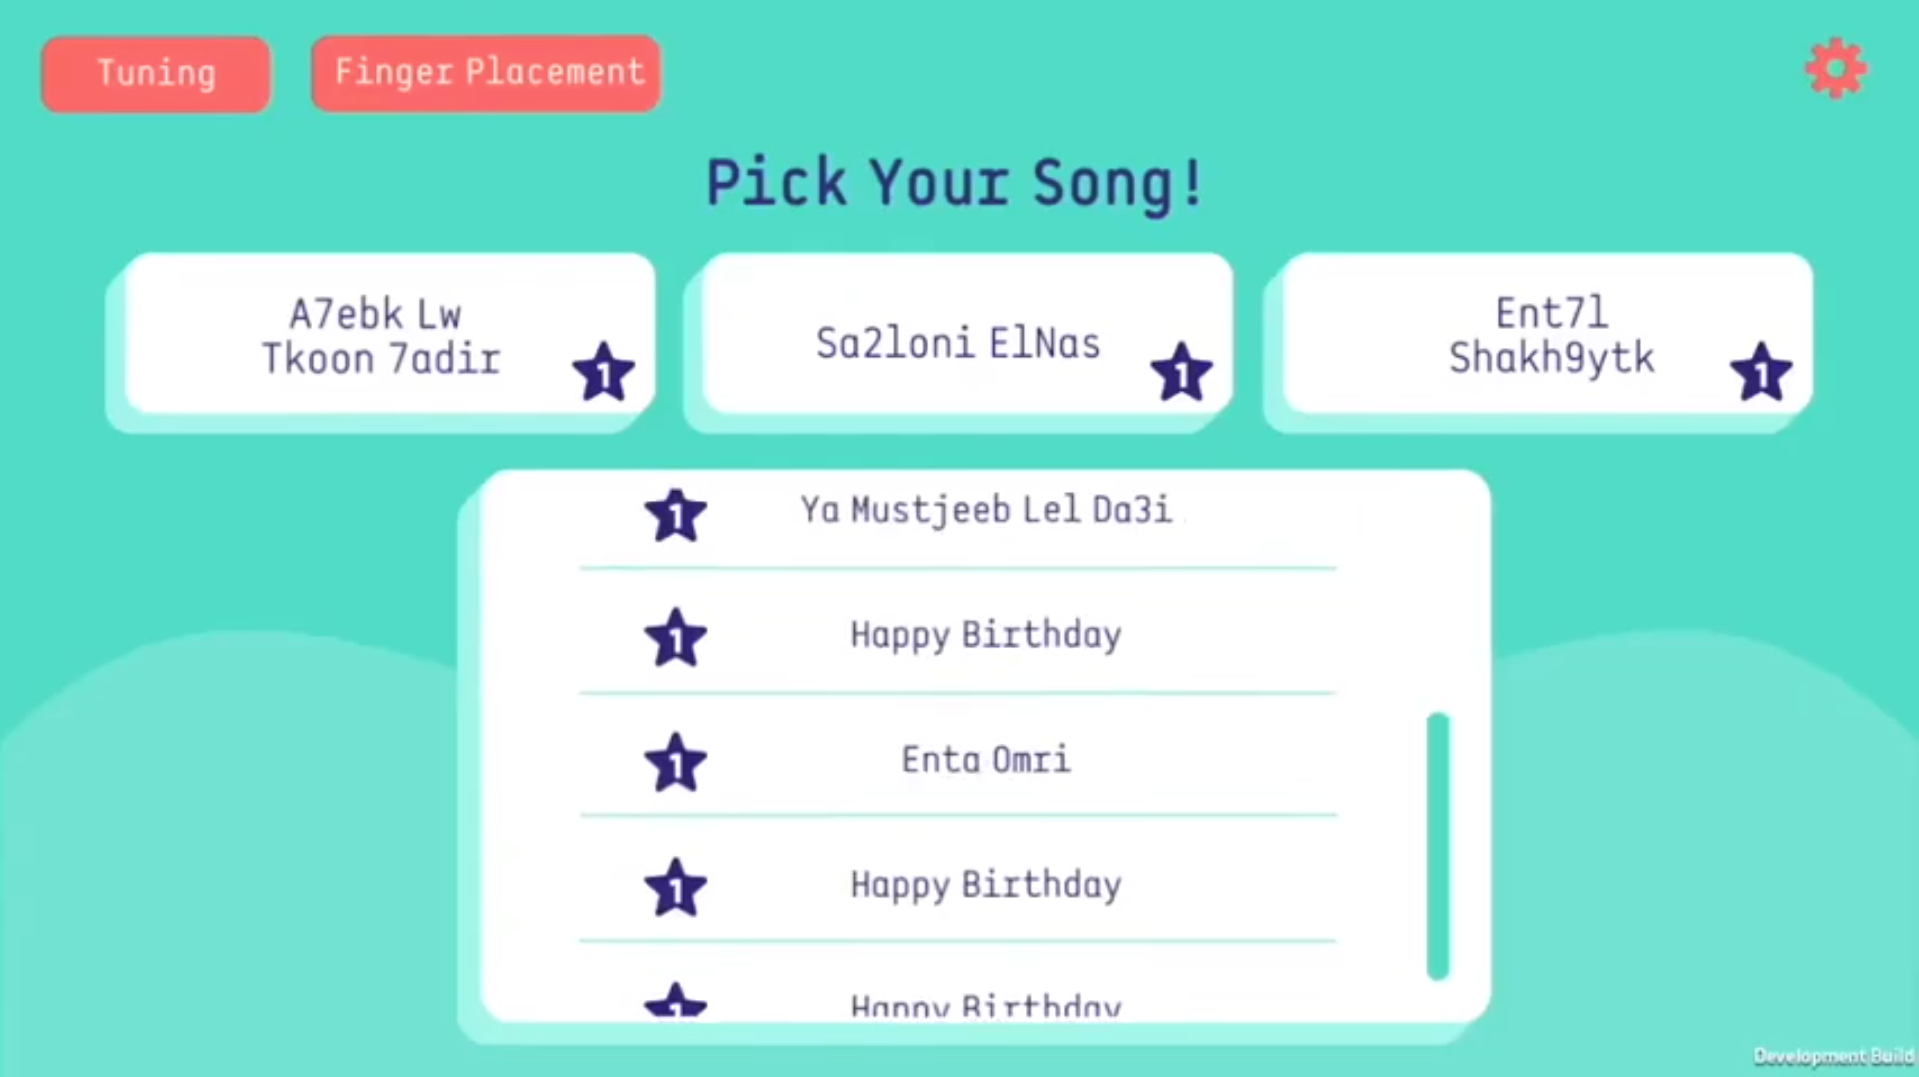 Tuning
Finger Placement
Pick Your Song!
A7ebk Lw
Tkoon 7adir
1
Sa2loni ElNas
1
Ent7l
Shakh9ytk
1
1
Ya Mustjeeb Lel Da3i
1
Happy Birthday
1
Enta Omri
1
Happy Birthday
1
Happy Birthday
Development Build